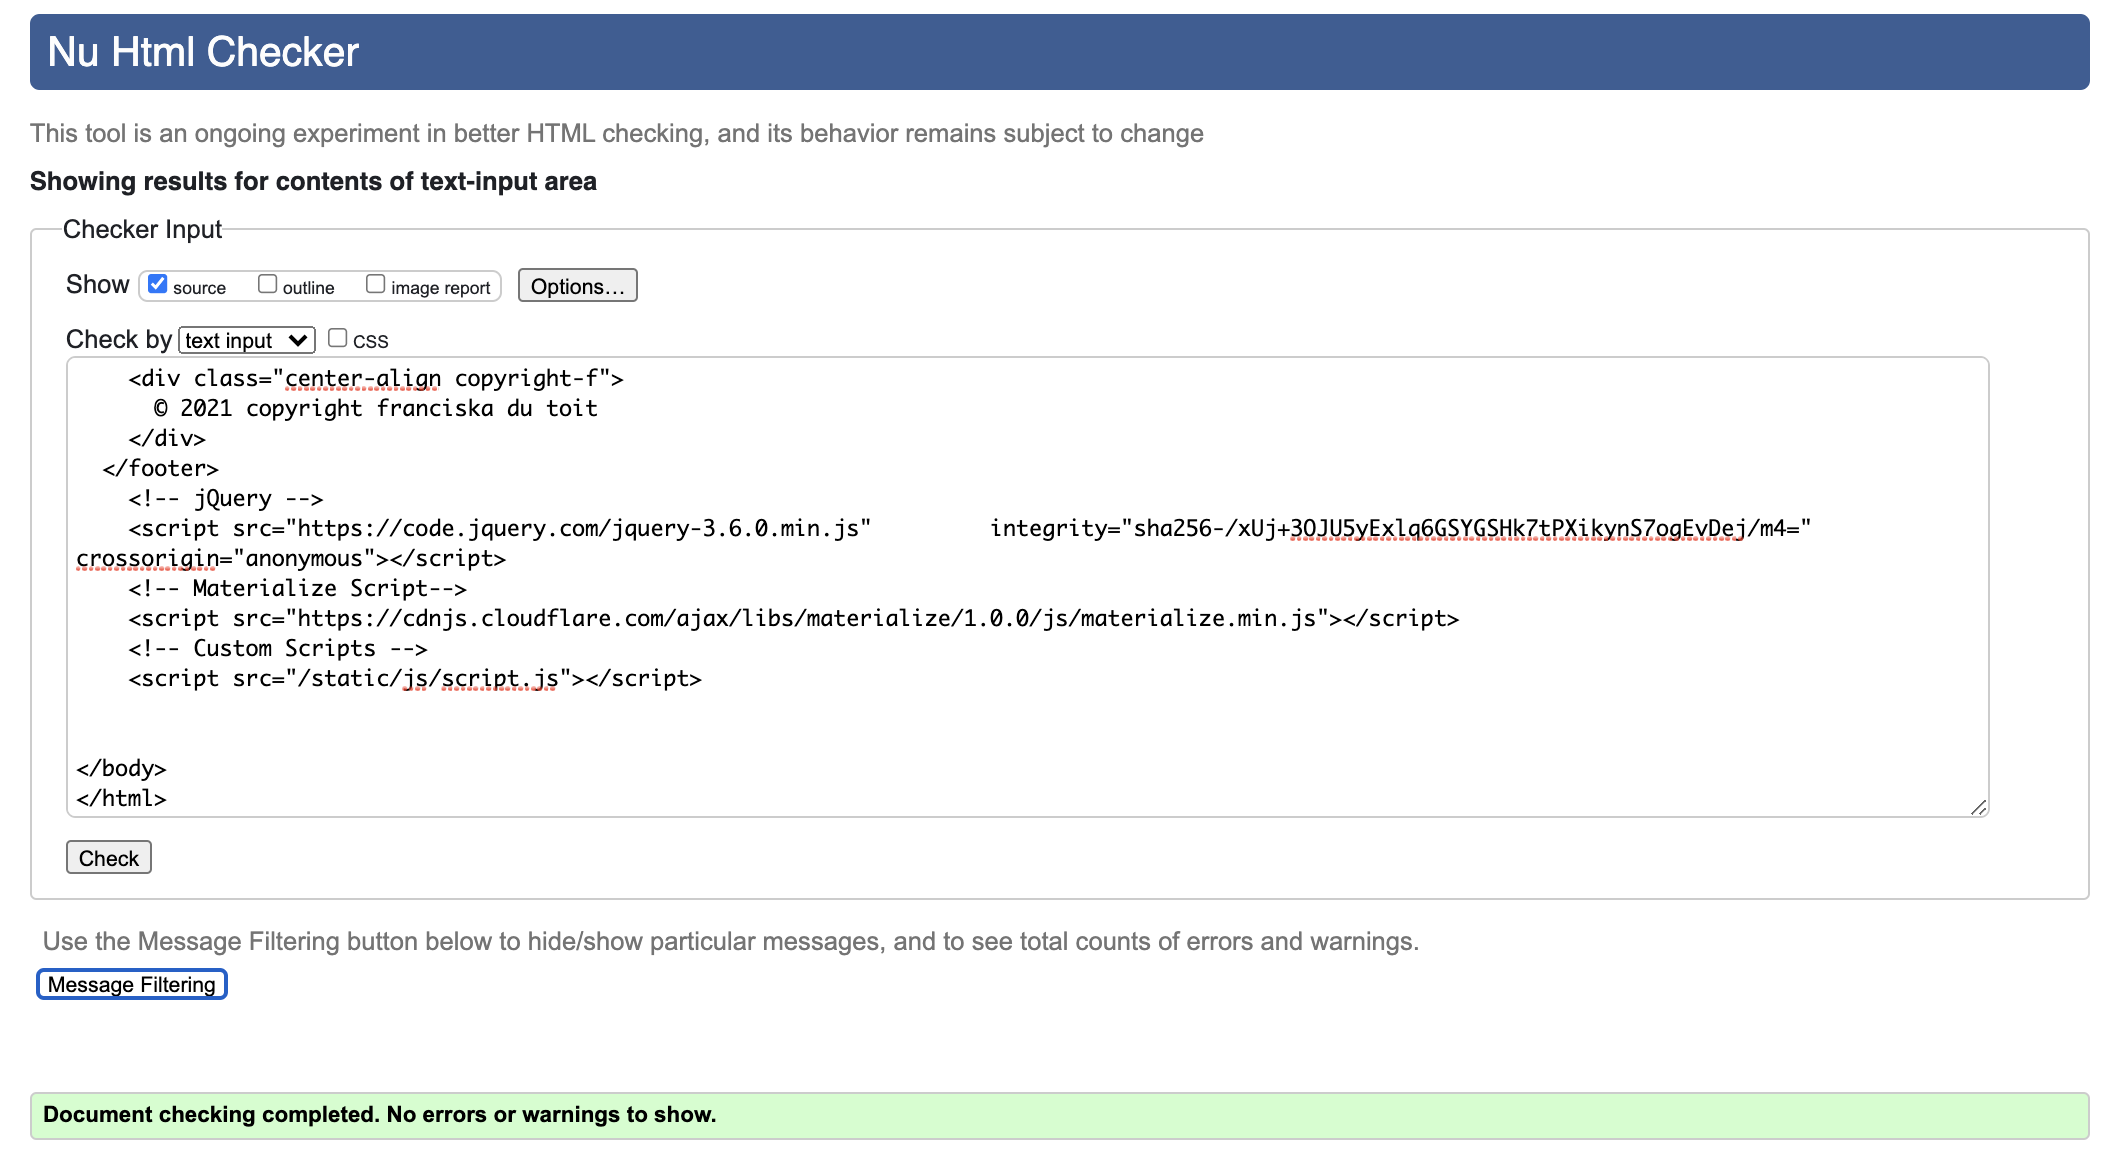 Nu Html Checker
This tool is an ongoing experiment in better HTML checking, and its behavior remains subject to change
Showing results for contents of text-input area
Checker Input
Show source outline image report Options...
Check by text input CSS
<div class="center-align copyright-f">
© 2021 copyright franciska du toit
</div>
</footer>
<!-- jQuery -->
<script src="https://code.jquery.com/jquery-3.6.0.min.js" integrity="sha256-/xUj+3OJU5yExlq6GSYGSHk7tPXikynS7ogEvDej/m4="
crossorigin="anonymous"></script>
<!-- Materialize Script-->
<script src="https://cdnjs.cloudflare.com/ajax/libs/materialize/1.0.0/js/materialize.min.js"></script>
<!-- Custom Scripts -->
<script src="/static/js/script.js"></script>
</body>
</html>
Check
Use the Message Filtering button below to hide/show particular messages, and to see total counts of errors and warnings.
Message Filtering
Document checking completed. No errors or warnings to show.